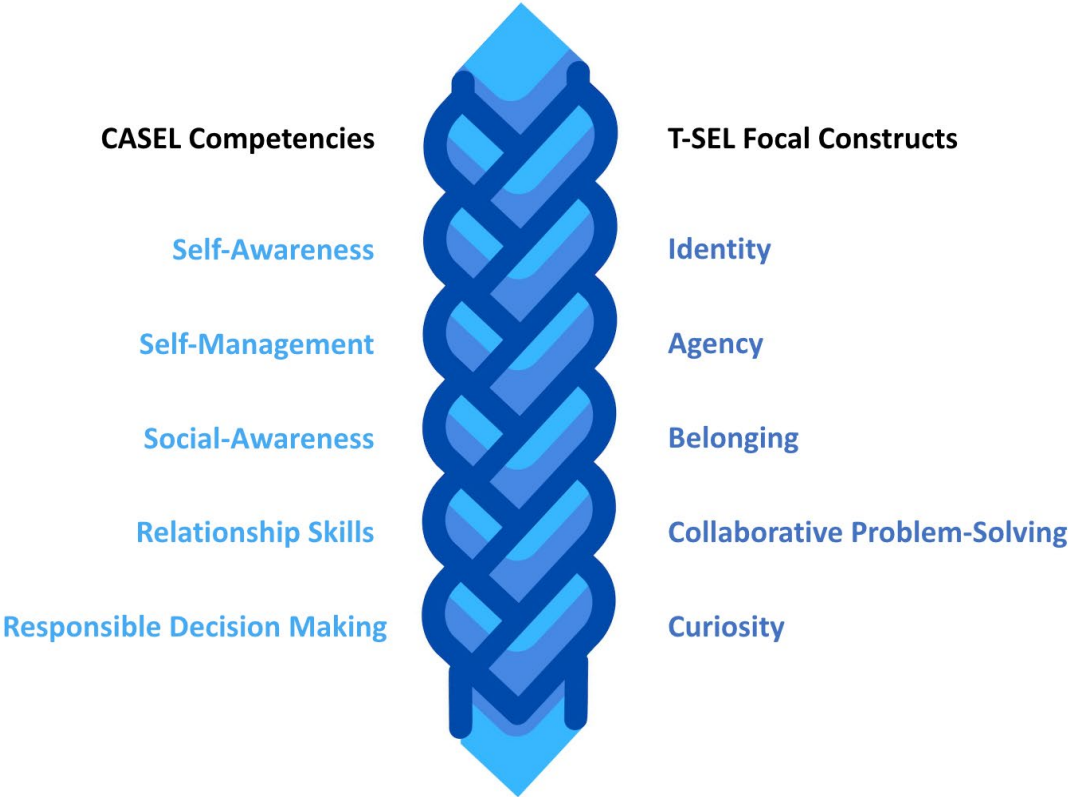 CASEL Competencies
T-SEL Focal Constructs
Self-Awareness
Identity
Self-Management
Agency
Social-Awareness
Belonging
Relationship Skills
Collaborative Problem-Solving
Responsible Decision Making
Curiosity